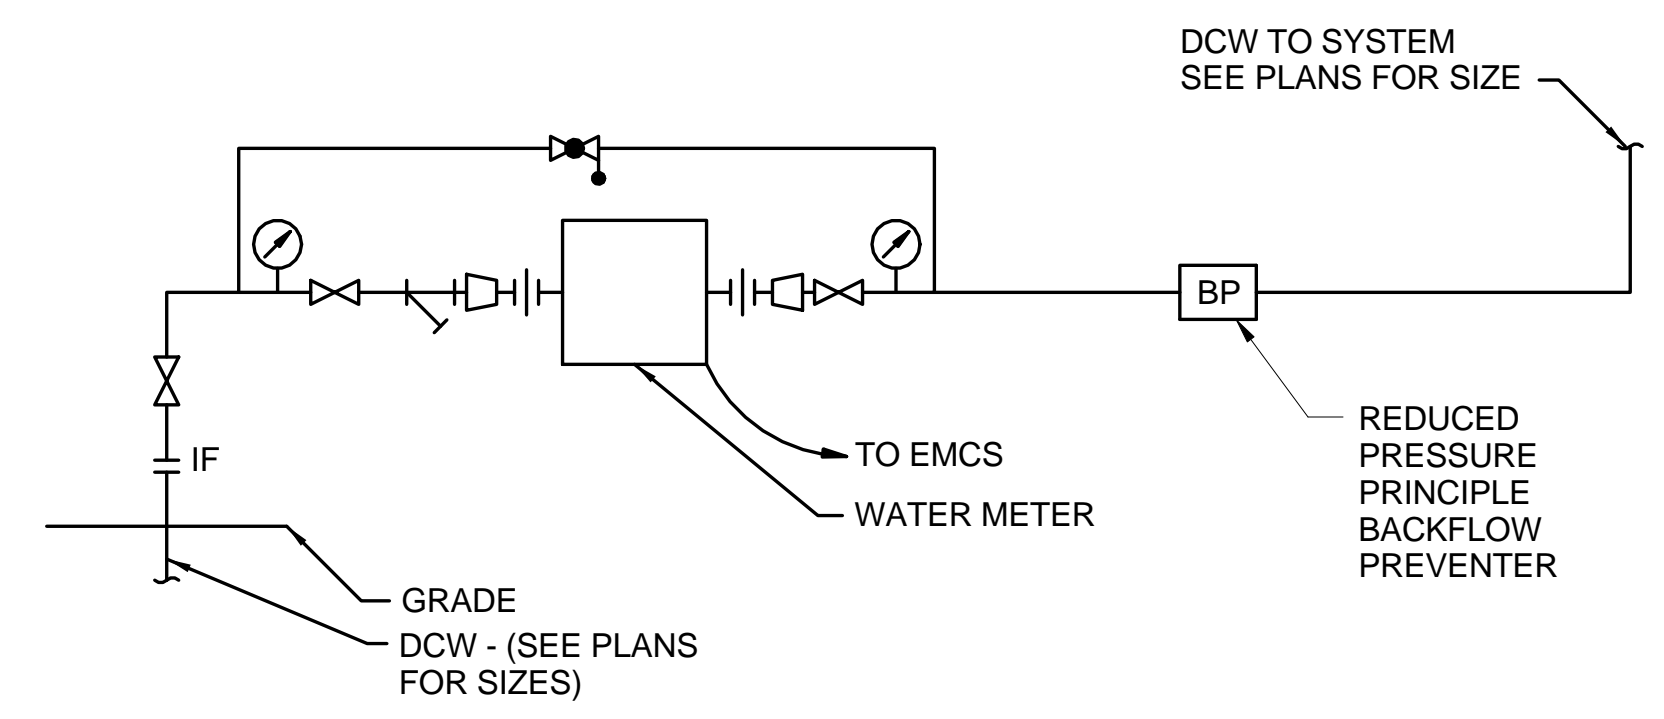 DCW TO SYSTEM
SEE PLANS FOR SIZE
BP
IF
TO EMCS
WATER METER
REDUCED
PRESSURE
PRINCIPLE
BACKFLOW
PREVENTER
GRADE
DCW - (SEE PLANS
FOR SIZES)